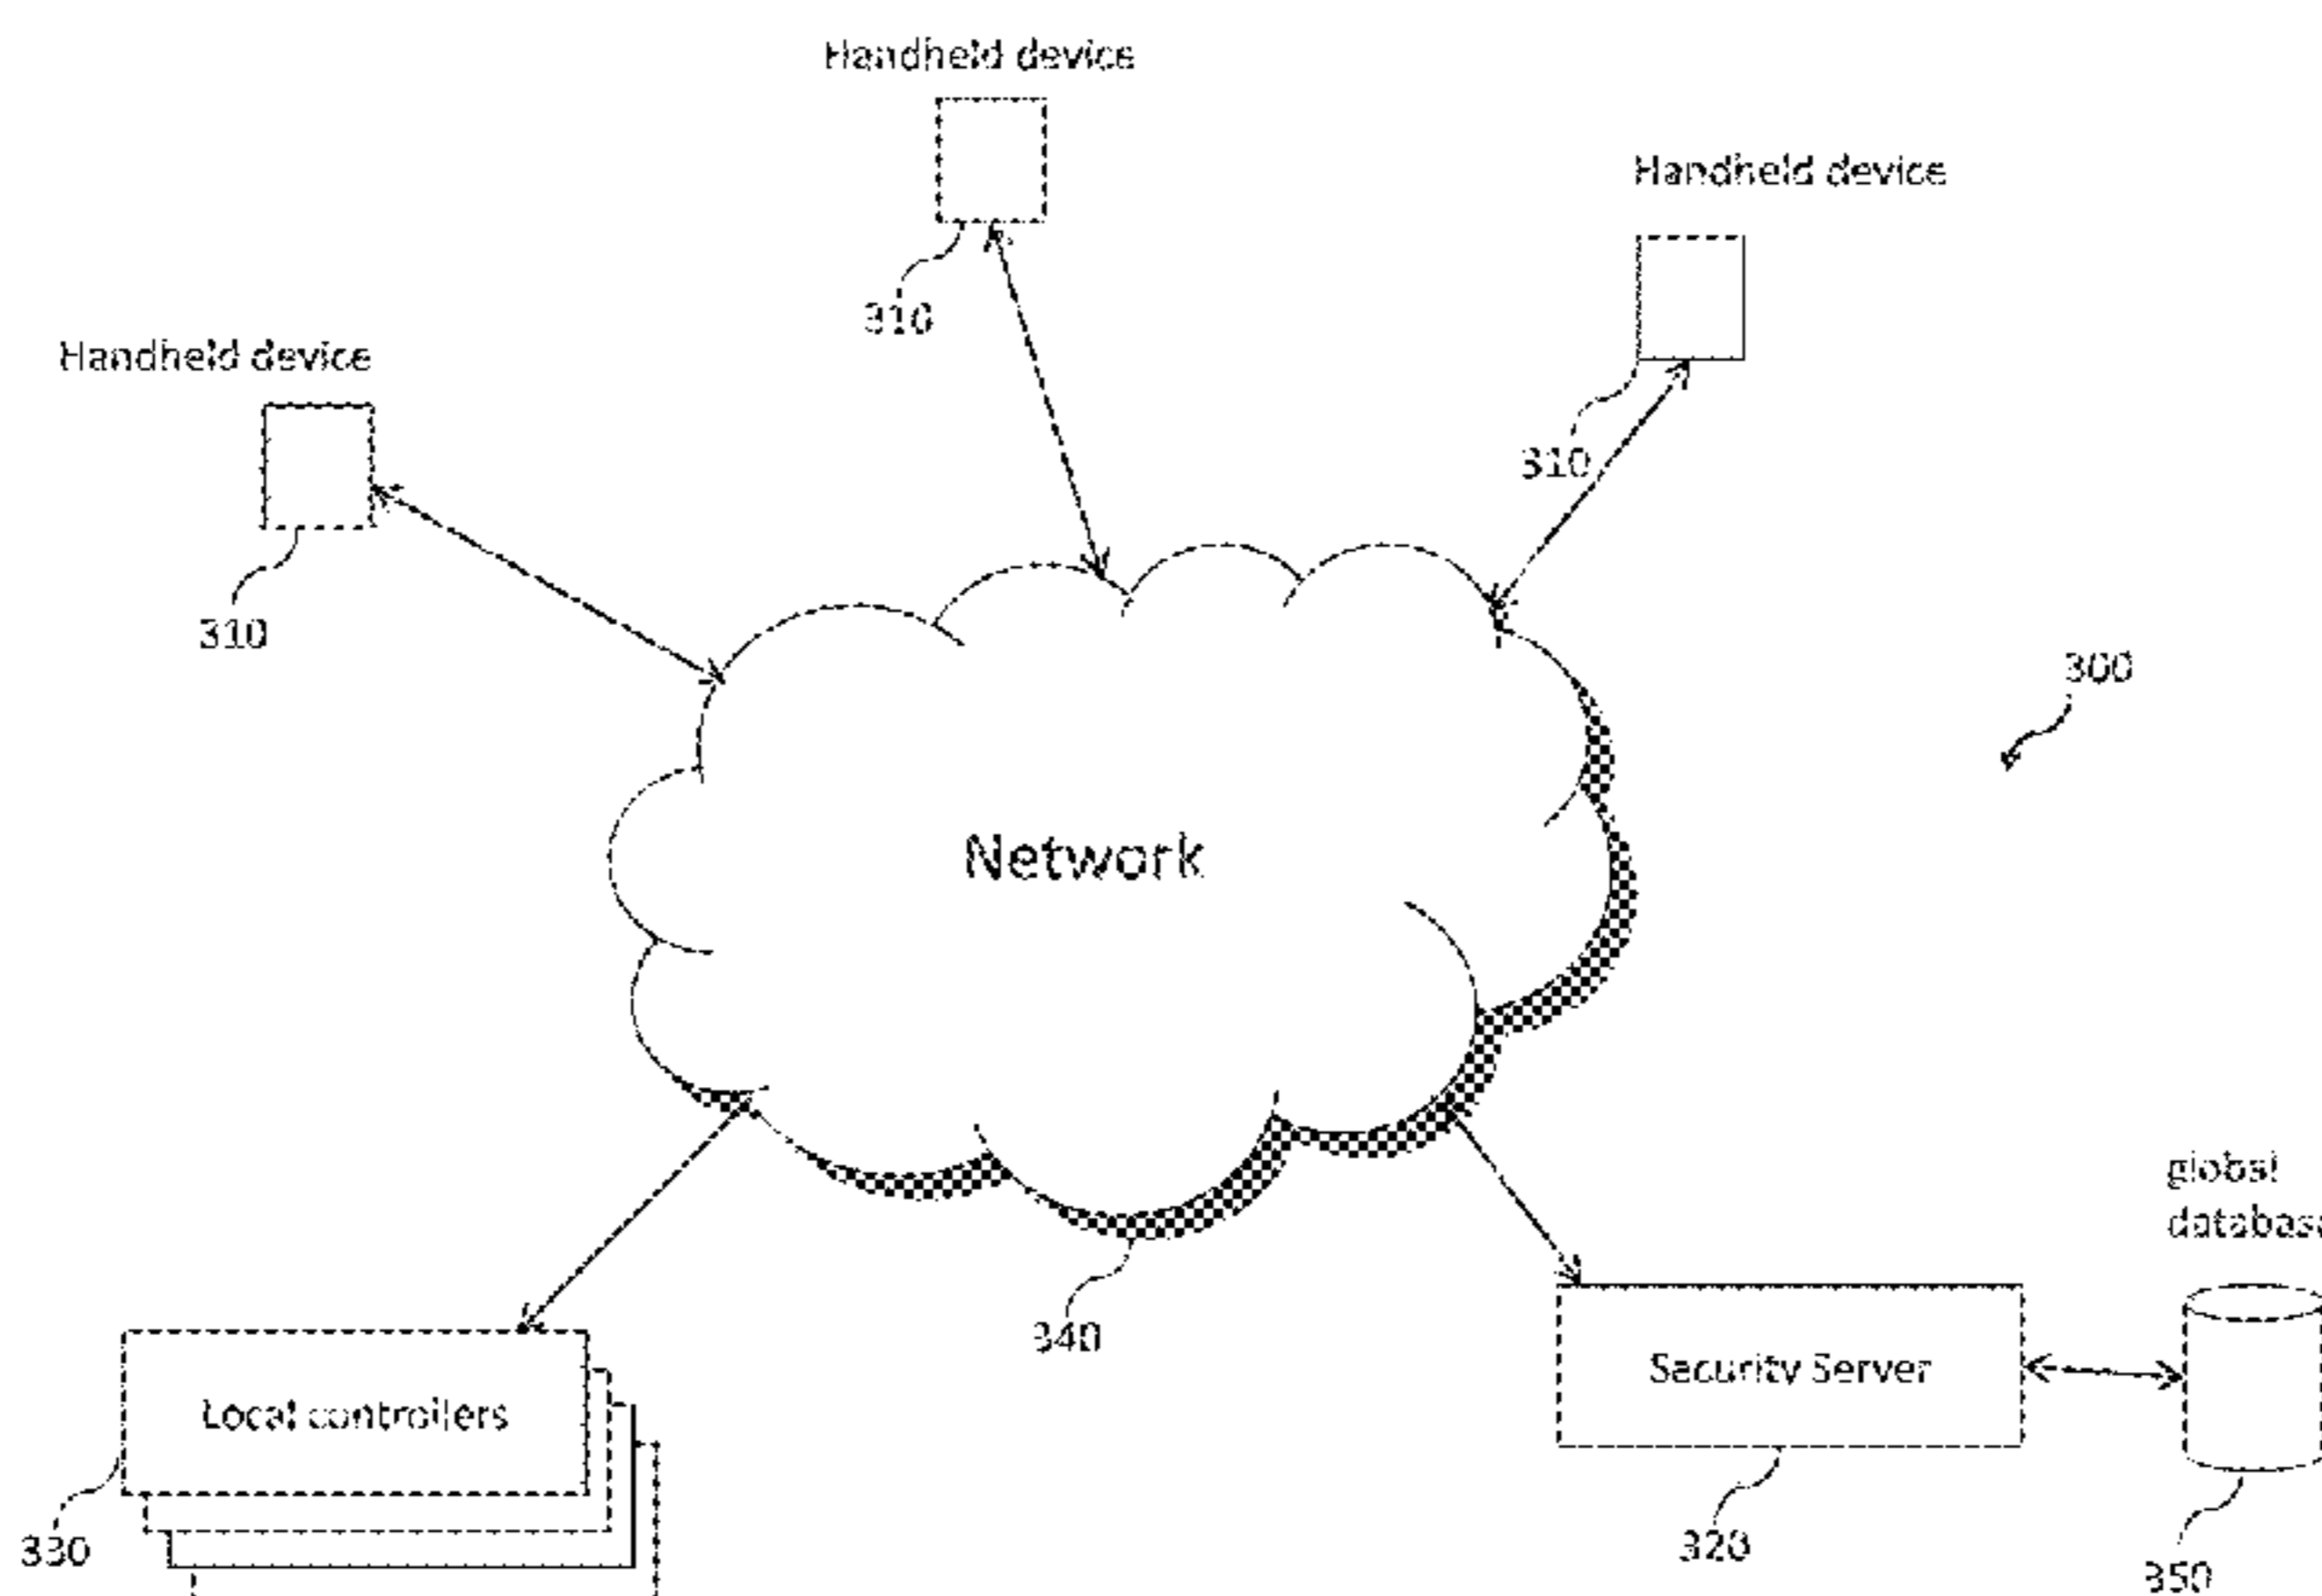 Handheld device
Handheld device
310
Handheld device
310
310
300
Network
global
database
340
Security Server
Local controllers
330
320
350